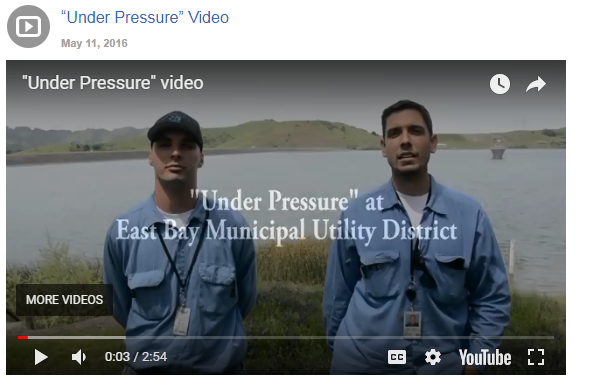 “Under Pressure” Video
May 11, 2016
"Under Pressure" video
"Under Pressure" at
East Bay Municipal Utility District
MORE VIDEOS
0:03 / 2:54
CC
YouTube